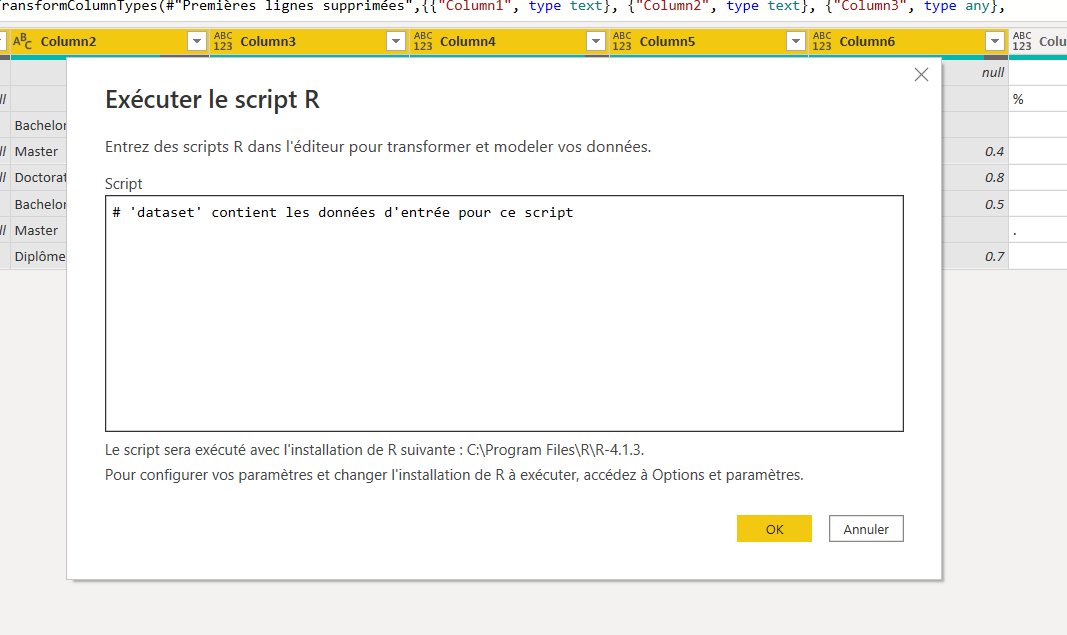 TransformColumnTypes(#"Premières lignes supprimées",{{"Column1", type text}, {"Column2", type text}, {"Column3", type any},
ABC Column2 ABC 123 Column3 ABC 123 Column4 ABC 123 Column5 ABC 123 Column6 ABC 123 Colu
null
ll %
Bachelor
ll Master 0.4
ll Doctorat 0.8
Bachelor 0.5
ll Master .
Diplôme 0.7
Exécuter le script R
Entrez des scripts R dans l'éditeur pour transformer et modeler vos données.
Script
# 'dataset' contient les données d'entrée pour ce script
Le script sera exécuté avec l'installation de R suivante : C:\Program Files\R\R-4.1.3.
Pour configurer vos paramètres et changer l'installation de R à exécuter, accédez à Options et paramètres.
OK Annuler